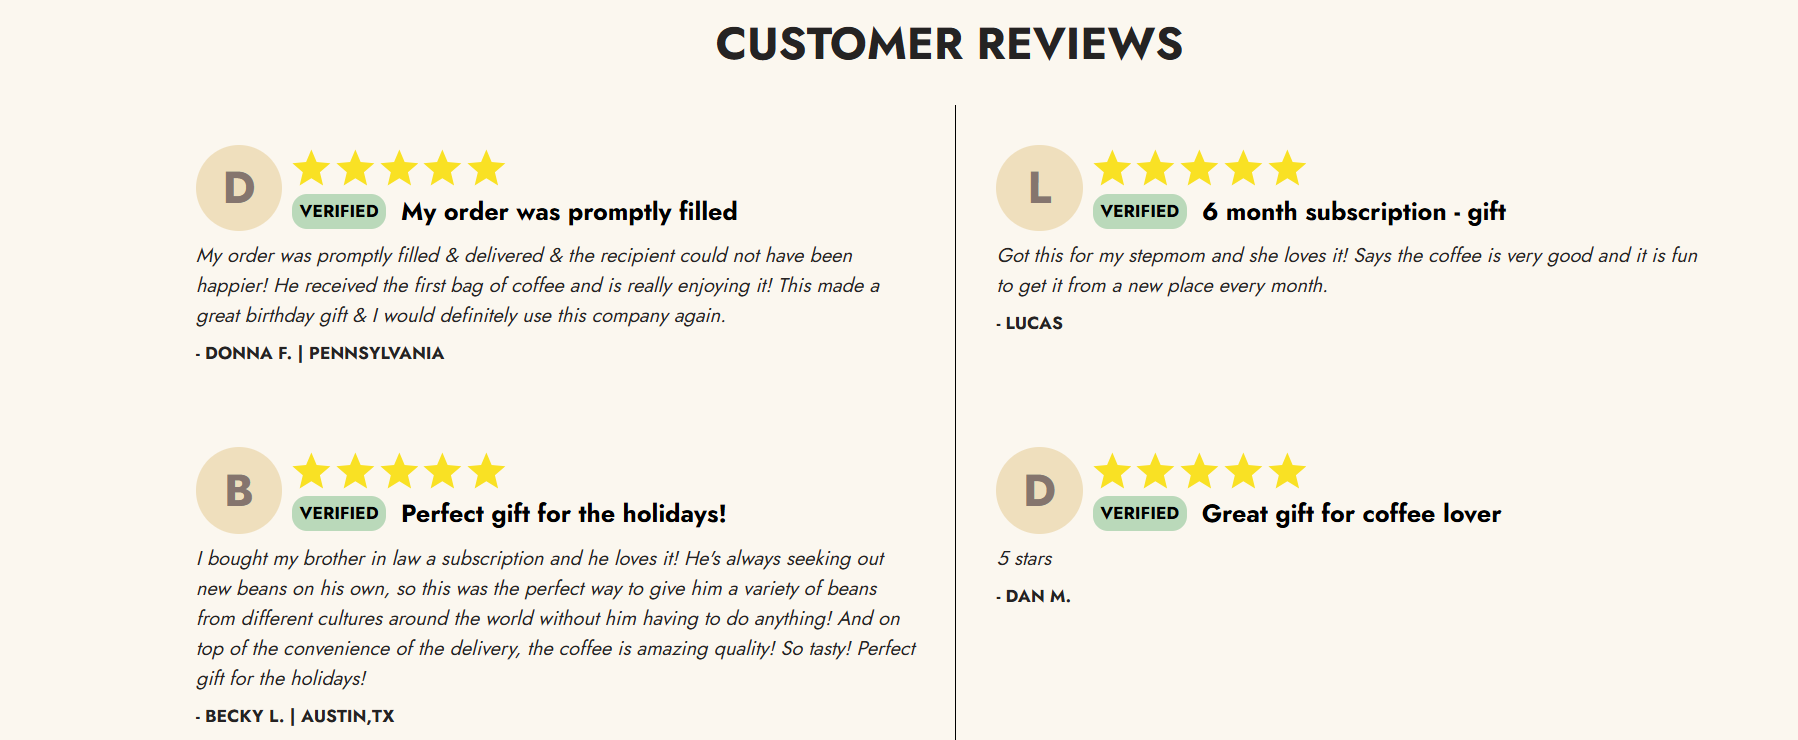 CUSTOMER REVIEWS
D
VERIFIED My order was promptly filled
My order was promptly filled & delivered & the recipient could not have been
happier! He received the first bag of coffee and is really enjoying it! This made a
great birthday gift & I would definitely use this company again.
- DONNA F. | PENNSYLVANIA
L
VERIFIED 6 month subscription - gift
Got this for my stepmom and she loves it! Says the coffee is very good and it is fun
to get it from a new place every month.
- LUCAS
B
VERIFIED Perfect gift for the holidays!
I bought my brother in law a subscription and he loves it! He's always seeking out
new beans on his own, so this was the perfect way to give him a variety of beans
from different cultures around the world without him having to do anything! And on
top of the convenience of the delivery, the coffee is amazing quality! So tasty! Perfect
gift for the holidays!
- BECKY L. | AUSTIN,TX
D
VERIFIED Great gift for coffee lover
5 stars
- DAN M.